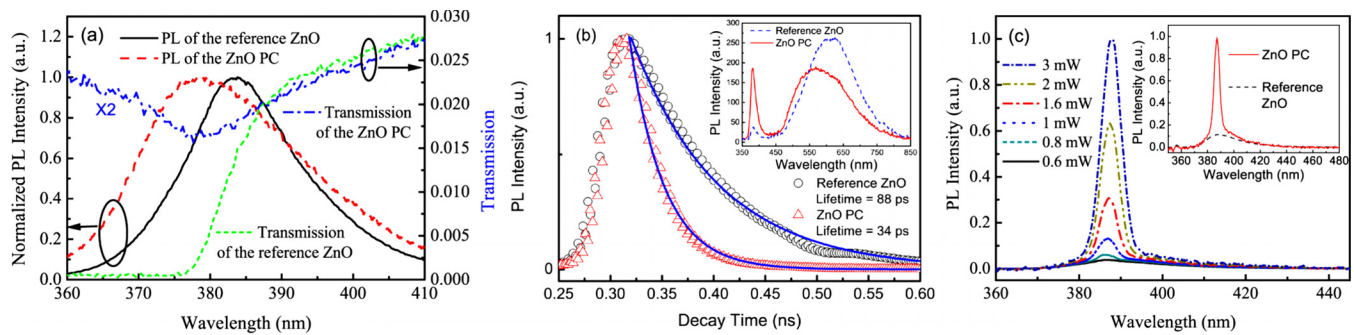 (a)
PL of the reference ZnO
PL of the ZnO PC
X2
Transmission
of the ZnO PC
Transmission
of the reference ZnO
Normalized PL Intensity (a.u.)
1.2
1.0
0.8
0.6
0.4
0.2
0.0
0.030
0.025
0.020
0.015
0.010
0.005
0.000
Transmission
360 380 400 410
Wavelength (nm)
(b)
PL Intensity (a.u.)
1
1
Reference ZnO
ZnO PC
PL Intensity (a.u.)
300
250
200
150
100
50
0
350 450 550 650 750 850
Wavelength (nm)
Reference ZnO
Lifetime = 88 ps
ZnO PC
Lifetime = 34 ps
0.25 0.30 0.35 0.40 0.45 0.50 0.55 0.60
Decay Time (ns)
(c)
3 mW
2 mW
1.6 mW
1 mW
0.8 mW
0.6 mW
PL Intensity (a.u.)
1.0
0.8
0.6
0.4
0.2
0.0
ZnO PC
Reference
ZnO
PL Intensity (a.u.)
1.0
0.8
0.6
0.4
0.2
0.0
360 380 400 420 440 460 480
Wavelength (nm)
360 380 400 420 440
Wavelength (nm)